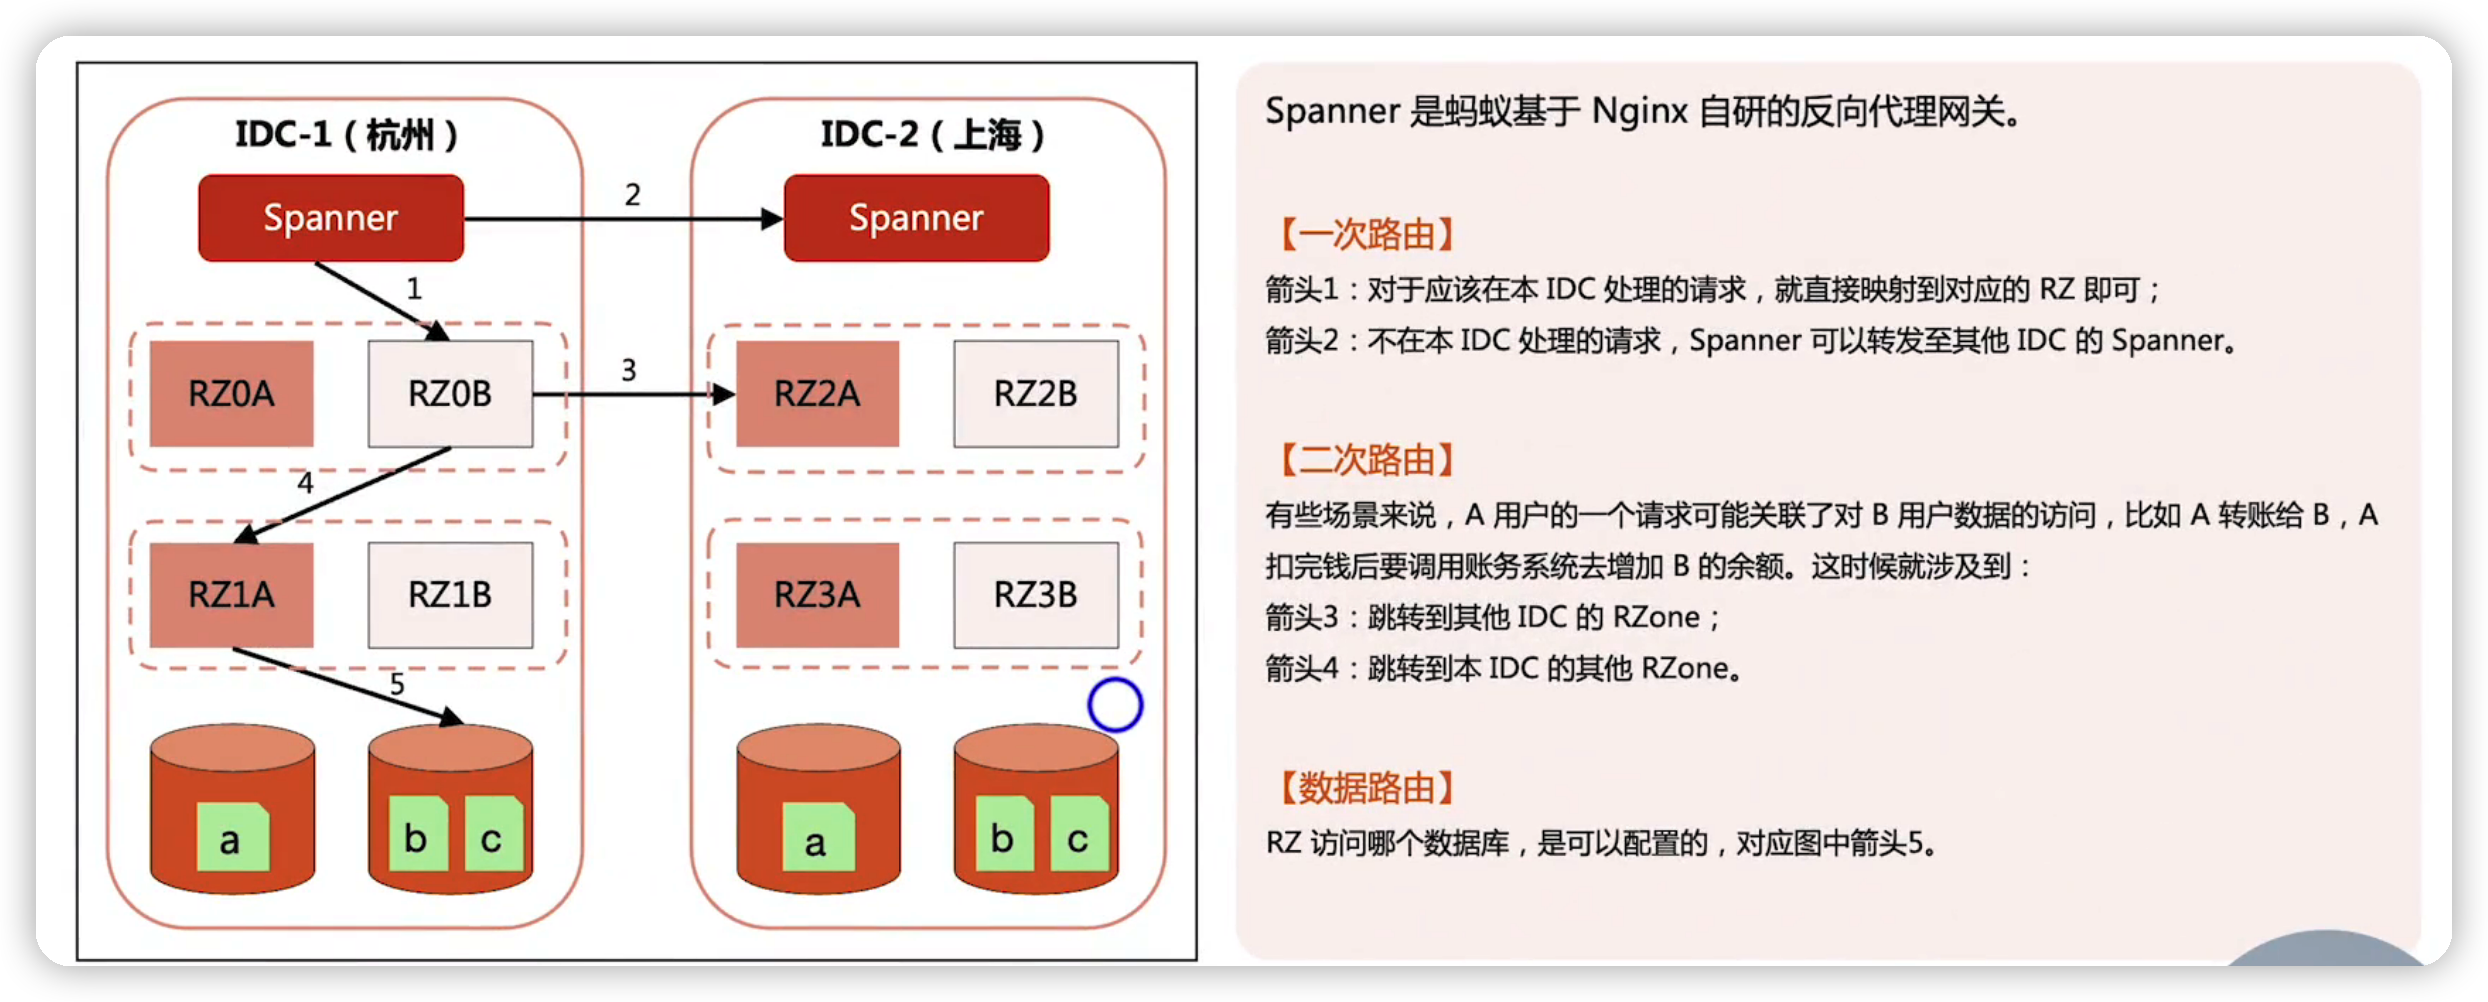 IDC-1（杭州）
IDC-2（上海）
Spanner
2
Spanner
1
RZ0A
RZ0B
3
RZ2A
RZ2B
4
RZ1A
RZ1B
RZ3A
RZ3B
5
a
b
c
a
b
c
Spanner 是蚂蚁基于 Nginx 自研的反向代理网关。
【一次路由】
箭头1：对于应该在本 IDC 处理的请求，就直接映射到对应的 RZ 即可；
箭头2：不在本 IDC 处理的请求，Spanner 可以转发至其他 IDC 的 Spanner。
【二次路由】
有些场景来说，A 用户的一个请求可能关联了对 B 用户数据的访问，比如 A 转账给 B，A
扣完钱后要调用账务系统去增加 B 的余额。这时候就涉及到：
箭头3：跳转到其他 IDC 的 RZone；
箭头4：跳转到本 IDC 的其他 RZone。
【数据路由】
RZ 访问哪个数据库，是可以配置的，对应图中箭头5。